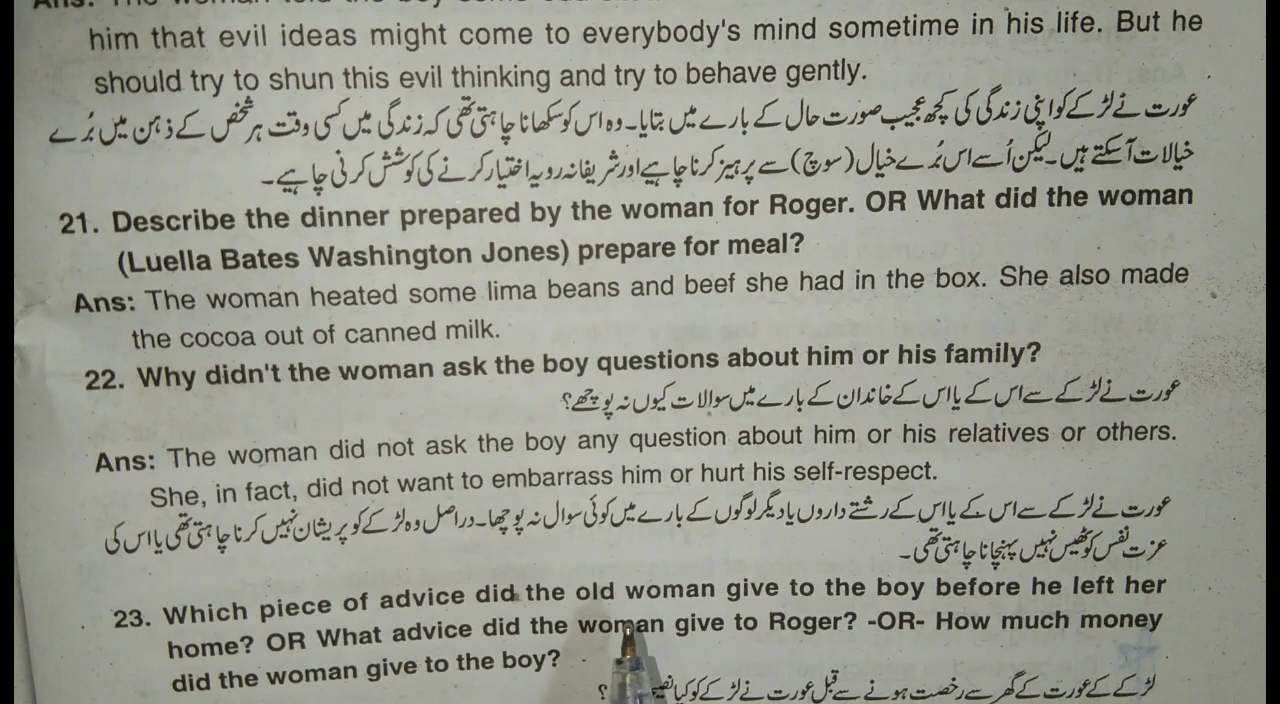 him that evil ideas might come to everybody's mind sometime in his life. But he
should try to shun this evil thinking and try to behave gently.
عورت نے لڑکے کو اپنی زندگی کی کچھ عجیب صورت حال کے بارے میں بتایا۔ وہ اس کو سکھانا چاہتی تھی کہ زندگی میں کسی وقت ہر شخص کے ذہن میں بُرے
خیالات آسکتے ہیں۔ لیکن اُسے اس بُرے خیال (سوچ) سے پرہیز کرنا چاہیے اور شریفانہ رویہ اختیار کرنے کی کوشش کرنی چاہیے۔
21. Describe the dinner prepared by the woman for Roger. OR What did the woman
(Luella Bates Washington Jones) prepare for meal?
Ans: The woman heated some lima beans and beef she had in the box. She also made
the cocoa out of canned milk.
22. Why didn't the woman ask the boy questions about him or his family?
عورت نے لڑکے سے اس کے یا اس کے خاندان کے بارے میں سوالات کیوں نہ پوچھے؟
Ans: The woman did not ask the boy any question about him or his relatives or others.
She, in fact, did not want to embarrass him or hurt his self-respect.
عورت نے لڑکے سے اس کے یا اس کے رشتے داروں یا دیگر لوگوں کے بارے میں کوئی سوال نہ پوچھا۔ دراصل وہ لڑکے کو پریشان نہیں کرنا چاہتی تھی یا اس کی
عزت نفس کو ٹھیس نہیں پہنچانا چاہتی تھی۔
23. Which piece of advice did the old woman give to the boy before he left her
home? OR What advice did the woman give to Roger? -OR- How much money
did the woman give to the boy?
لڑکے کے عورت کے گھر سے رخصت ہونے سے قبل عورت نے لڑکے کو کیا ؟